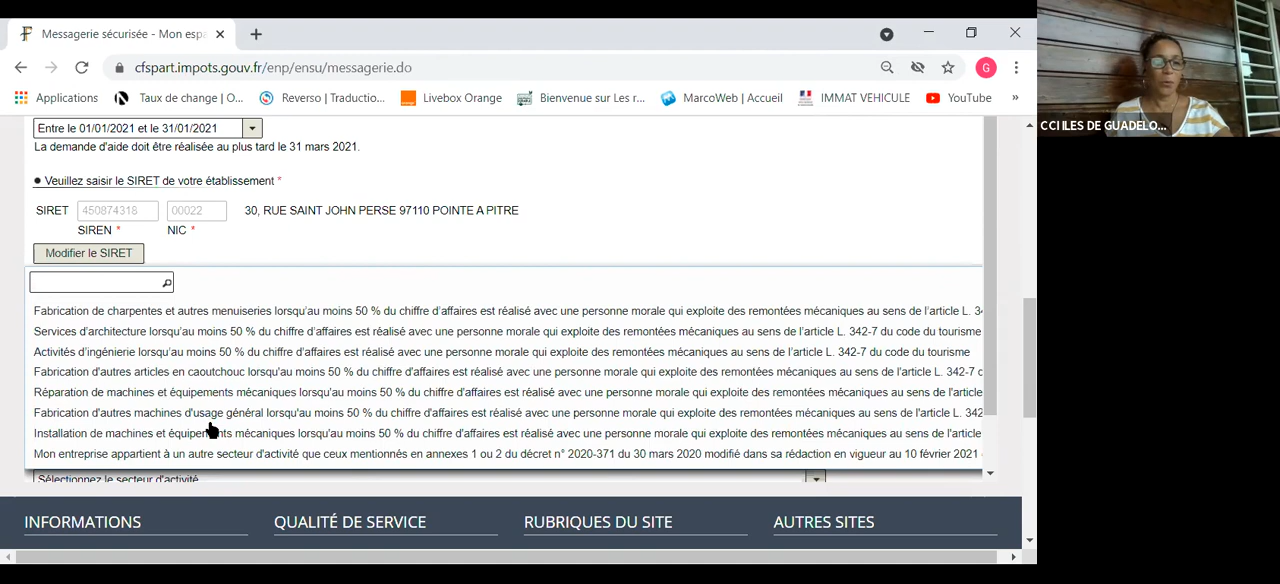 Messagerie sécurisée - Mon esp
cfspart.impots.gouv.fr/enp/ensu/messagerie.do
G
Applications
Taux de change | O...
Reverso | Traductio...
Livebox Orange
Bienvenue sur Les r...
MarcoWeb | Accueil
IMMAT VEHICULE
YouTube
»
CCI ILES DE GUADELO...
Entre le 01/01/2021 et le 31/01/2021
La demande d'aide doit être réalisée au plus tard le 31 mars 2021.
● Veuillez saisir le SIRET de votre établissement *
SIRET 450874318 00022 30, RUE SAINT JOHN PERSE 97110 POINTE A PITRE
SIREN * NIC *
Modifier le SIRET
Fabrication de charpentes et autres menuiseries lorsqu'au moins 50 % du chiffre d'affaires est réalisé avec une personne morale qui exploite des remontées mécaniques au sens de l'article L. 34
Services d'architecture lorsqu'au moins 50 % du chiffre d'affaires est réalisé avec une personne morale qui exploite des remontées mécaniques au sens de l'article L. 342-7 du code du tourisme
Activités d'ingénierie lorsqu'au moins 50 % du chiffre d'affaires est réalisé avec une personne morale qui exploite des remontées mécaniques au sens de l'article L. 342-7 du code du tourisme
Fabrication d'autres articles en caoutchouc lorsqu'au moins 50 % du chiffre d'affaires est réalisé avec une personne morale qui exploite des remontées mécaniques au sens de l'article L. 342-7 c
Réparation de machines et équipements mécaniques lorsqu'au moins 50 % du chiffre d'affaires est réalisé avec une personne morale qui exploite des remontées mécaniques au sens de l'article
Fabrication d'autres machines d'usage général lorsqu'au moins 50 % du chiffre d'affaires est réalisé avec une personne morale qui exploite des remontées mécaniques au sens de l'article L. 342
Installation de machines et équipements mécaniques lorsqu'au moins 50 % du chiffre d'affaires est réalisé avec une personne morale qui exploite des remontées mécaniques au sens de l'article
Mon entreprise appartient à un autre secteur d'activité que ceux mentionnés en annexes 1 ou 2 du décret n° 2020-371 du 30 mars 2020 modifié dans sa rédaction en vigueur au 10 février 2021
Sélectionnez le secteur d'activité
INFORMATIONS
QUALITÉ DE SERVICE
RUBRIQUES DU SITE
AUTRES SITES